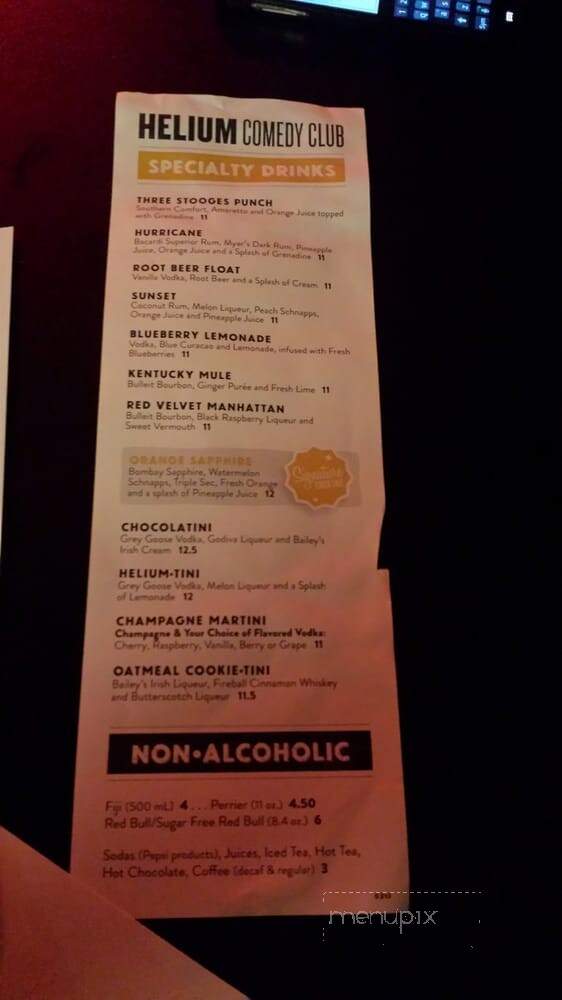 HELIUM COMEDY CLUB
SPECIALTY DRINKS
THREE STOOGES PUNCH
Southern Comfort, Amaretto and Orange Juice topped
with Grenadine 11
HURRICANE
Bacardi Superior Rum, Myer's Dark Rum, Pineapple
Juice, Orange Juice and a Splash of Grenadine 11
ROOT BEER FLOAT
Vanilla Vodka, Root Beer and a Splash of Cream 11
SUNSET
Coconut Rum, Melon Liqueur, Peach Schnapps,
Orange Juice and Pineapple Juice 11
BLUEBERRY LEMONADE
Vodka, Blue Curacao and Lemonade, infused with Fresh
Blueberries 11
KENTUCKY MULE
Bulleit Bourbon, Ginger Purée and Fresh Lime 11
RED VELVET MANHATTAN
Bulleit Bourbon, Black Raspberry Liqueur and
Sweet Vermouth 11
ORANGE SAPPHIRE
Bombay Sapphire, Watermelon
Schnapps, Triple Sec, Fresh Orange
and a splash of Pineapple Juice 12
Signature
CHOCOLATINI
Grey Goose Vodka, Godiva Liqueur and Bailey's
Irish Cream 12.5
HELIUM-TINI
Grey Goose Vodka, Melon Liqueur and a Splash
of Lemonade 12
CHAMPAGNE MARTINI
Champagne & Your Choice of Flavored Vodka:
Cherry, Raspberry, Vanilla, Berry or Grape 11
OATMEAL COOKIE-TINI
Bailey's Irish Liqueur, Fireball Cinnamon Whiskey
and Butterscotch Liqueur 11.5
NON•ALCOHOLIC
Fiji (500 mL) 4 . . . Perrier (11 oz.) 4.50
Red Bull/Sugar Free Red Bull (8.4 oz.) 6
Sodas (Pepsi products), Juices, Iced Tea, Hot Tea,
Hot Chocolate, Coffee (decaf & regular) 3
menupix